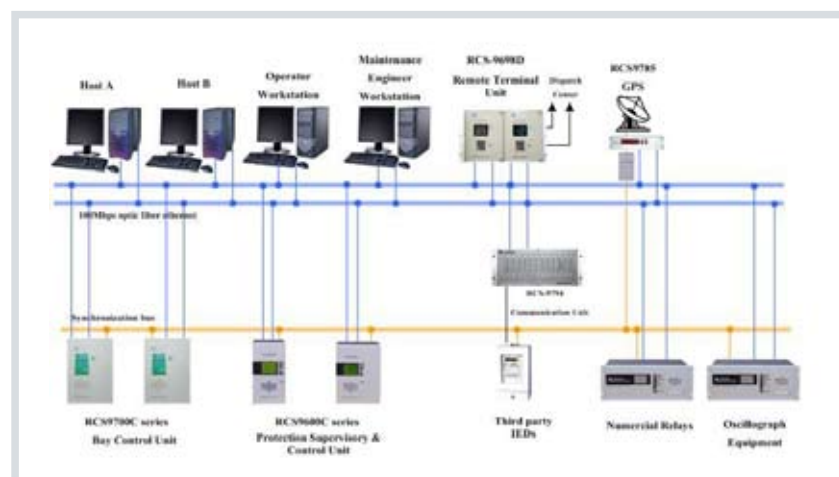 Host A
Host B
Operator
Workstation
Maintenance
Engineer
Workstation
RCS-9698D
Remote Terminal
Unit
Dispatch
Center
RCS9785
GPS
100Mbps optic fiber ethernet
RCS-9794
Communication Unit
Synchronization bus
RCS9700C series
Bay Control Unit
RCS9600C series
Protection Supervisory &
Control Unit
Third party
IEDs
Numercial Relays
Oscillograph
Equipment